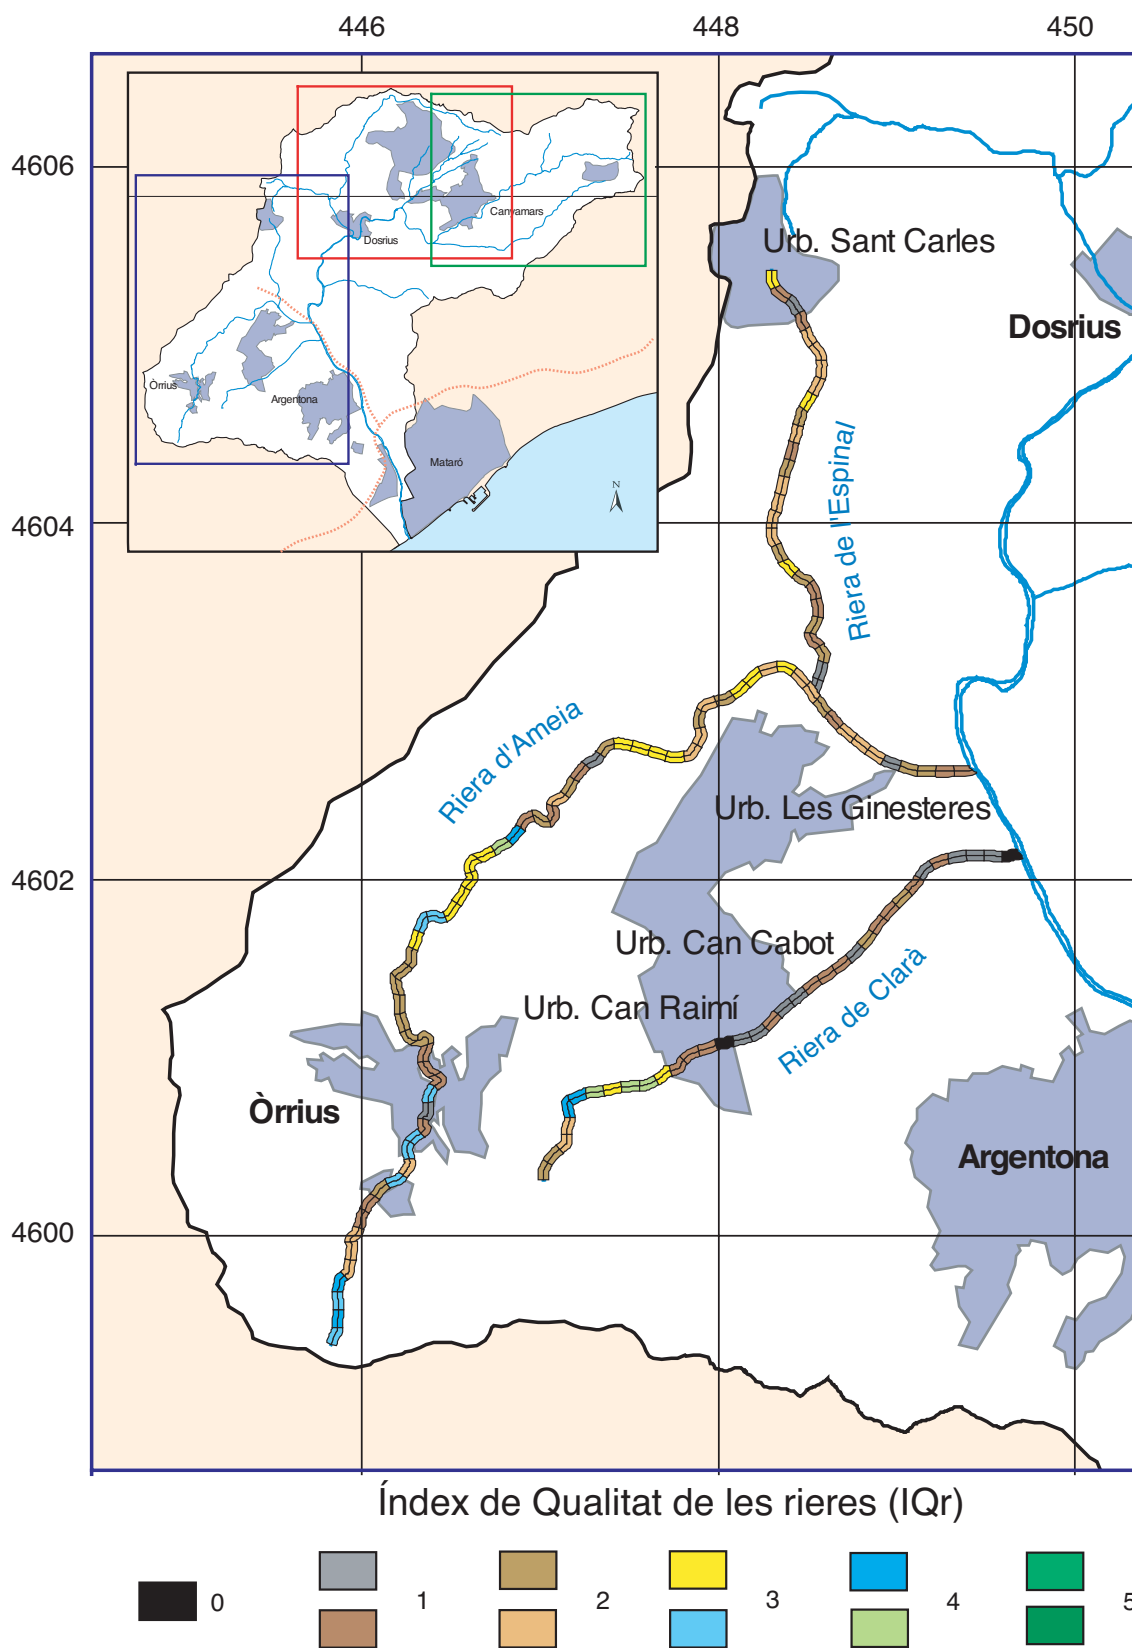 446 448 450
4606
4604
4602
4600
Canyamars
Dosrius
Òrrius
Argentona
Mataró
N
Urb. Sant Carles
Dosrius
Riera de l'Espinal
Riera d'Ameia
Urb. Les Ginesteres
Urb. Can Cabot
Urb. Can Raimí
Riera de Clarà
Òrrius
Argentona
Índex de Qualitat de les rieres (IQr)
0 1 2 3 4 5